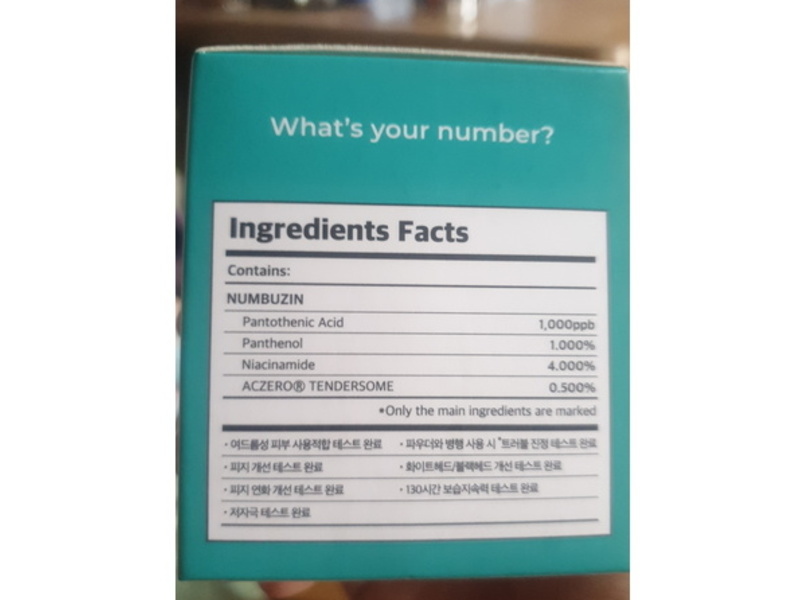 What's your number?
Ingredients Facts
Contains:
NUMBUZIN
Pantothenic Acid 1,000ppb
Panthenol 1.000%
Niacinamide 4.000%
ACZERO® TENDERSOME 0.500%
*Only the main ingredients are marked
· 여드름성 피부 사용적합 테스트 완료 · 파우더와 병행 사용 시 *트러블 진정 테스트 완료
· 피지 개선 테스트 완료 · 화이트헤드/블랙헤드 개선 테스트 완료
· 피지 연화 개선 테스트 완료 · 130시간 보습지속력 테스트 완료
· 저자극 테스트 완료